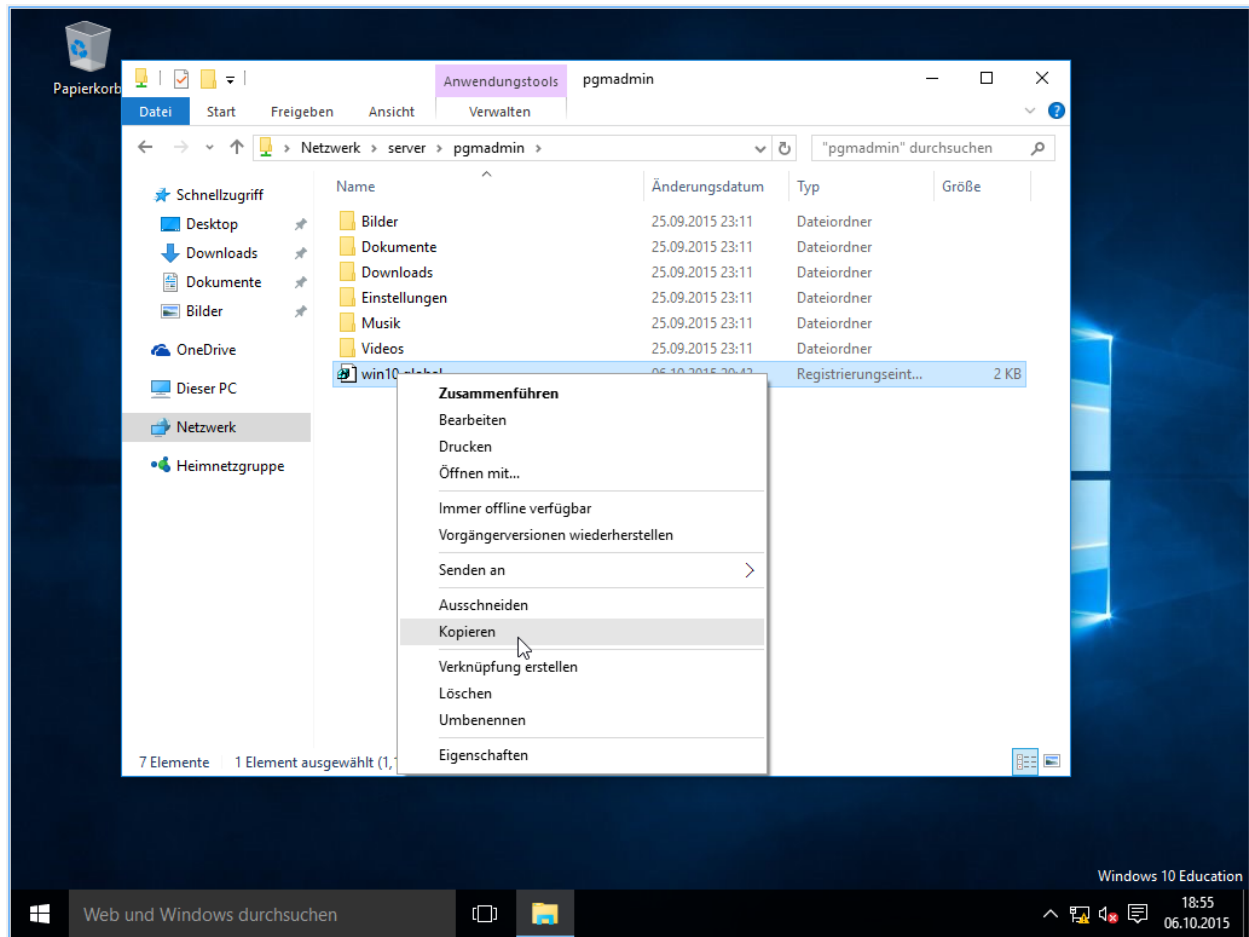 Papierkorb
Anwendungstools pgmadmin
Datei Start Freigeben Ansicht Verwalten
Netzwerk > server > pgmadmin > "pgmadmin" durchsuchen
Name Änderungsdatum Typ Größe
Schnellzugriff
Desktop
Downloads
Dokumente
Bilder
OneDrive
Dieser PC
Netzwerk
Heimnetzgruppe
Bilder 25.09.2015 23:11 Dateiordner
Dokumente 25.09.2015 23:11 Dateiordner
Downloads 25.09.2015 23:11 Dateiordner
Einstellungen 25.09.2015 23:11 Dateiordner
Musik 25.09.2015 23:11 Dateiordner
Videos 25.09.2015 23:11 Dateiordner
win10 Registrierungseint... 2 KB
Zusammenführen
Bearbeiten
Drucken
Öffnen mit...
Immer offline verfügbar
Vorgängerversionen wiederherstellen
Senden an
Ausschneiden
Kopieren
Verknüpfung erstellen
Löschen
Umbenennen
Eigenschaften
7 Elemente 1 Element ausgewählt (1,
Windows 10 Education
Web und Windows durchsuchen
18:55
06.10.2015